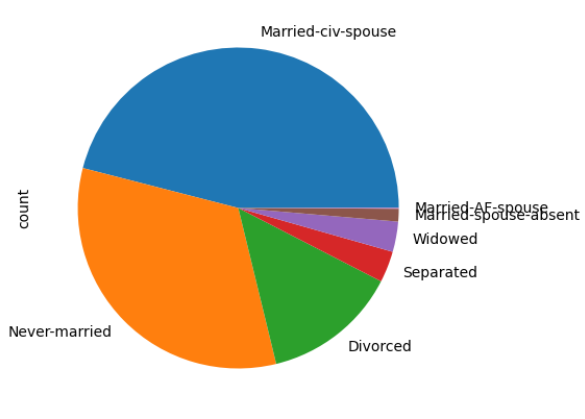 Married-civ-spouse
Married-AF-spouse
Married-spouse-absent
count
Widowed
Separated
Never-married
Divorced